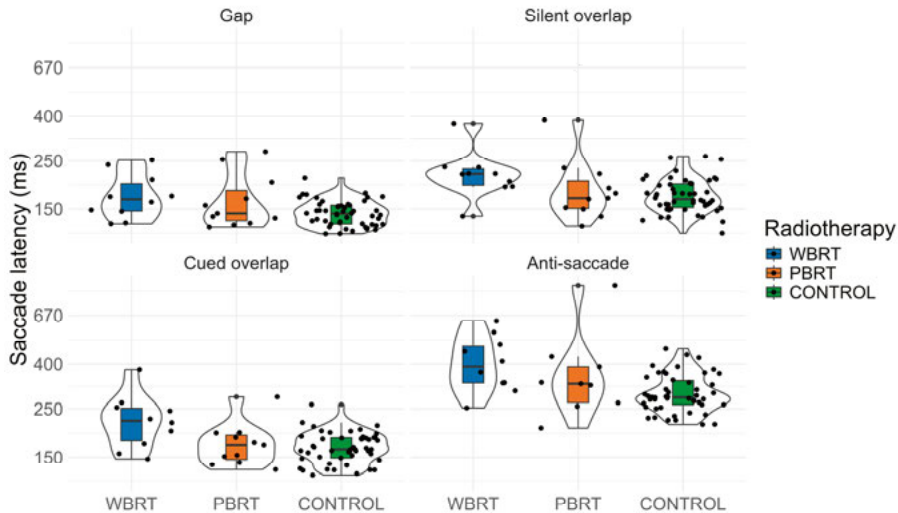 Gap
Silent overlap
670
400
250
150
Cued overlap
Anti-saccade
670
400
250
150
Saccade latency (ms)
WBRT
PBRT
CONTROL
WBRT
PBRT
CONTROL
Radiotherapy
WBRT
PBRT
CONTROL